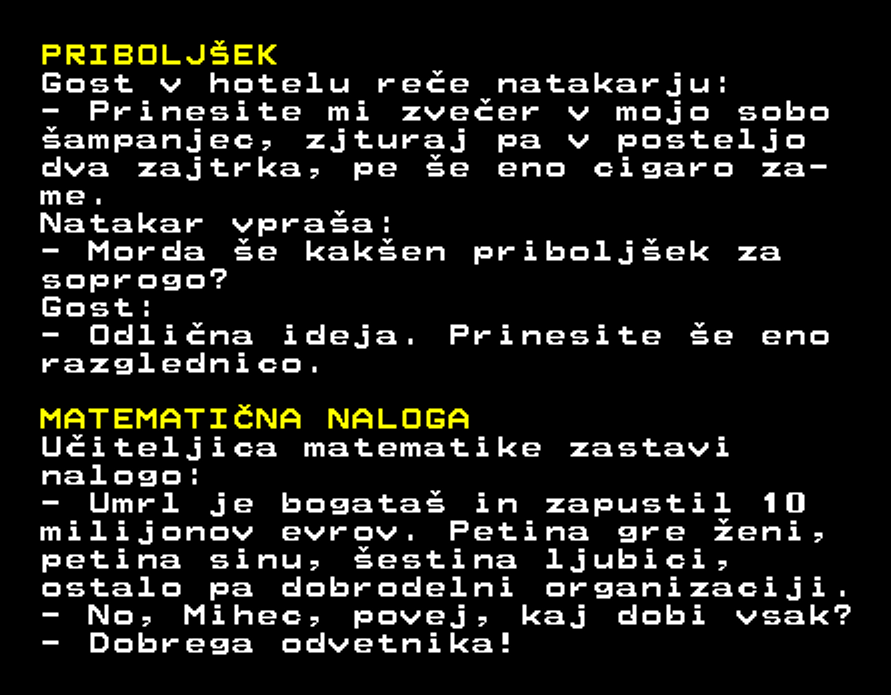 PRIBOLJŠEK
Gost v hotelu reče natakarju:
- Prinesite mi zvečer v mojo sobo
šampanjec, zjturaj pa v posteljo
dva zajtrka, pe še eno cigaro za-
me.
Natakar vpraša:
- Morda še kakšen priboljšek za
soprogo?
Gost:
- Odlična ideja. Prinesite še eno
razglednico.
MATEMATIČNA NALOGA
Učiteljica matematike zastavi
nalogo:
- Umrl je bogataš in zapustil 10
milijonov evrov. Petina gre ženi,
petina sinu, šestina ljubici,
ostalo pa dobrodelni organizaciji.
- No, Mihec, povej, kaj dobi vsak?
- Dobrega odvetnika!